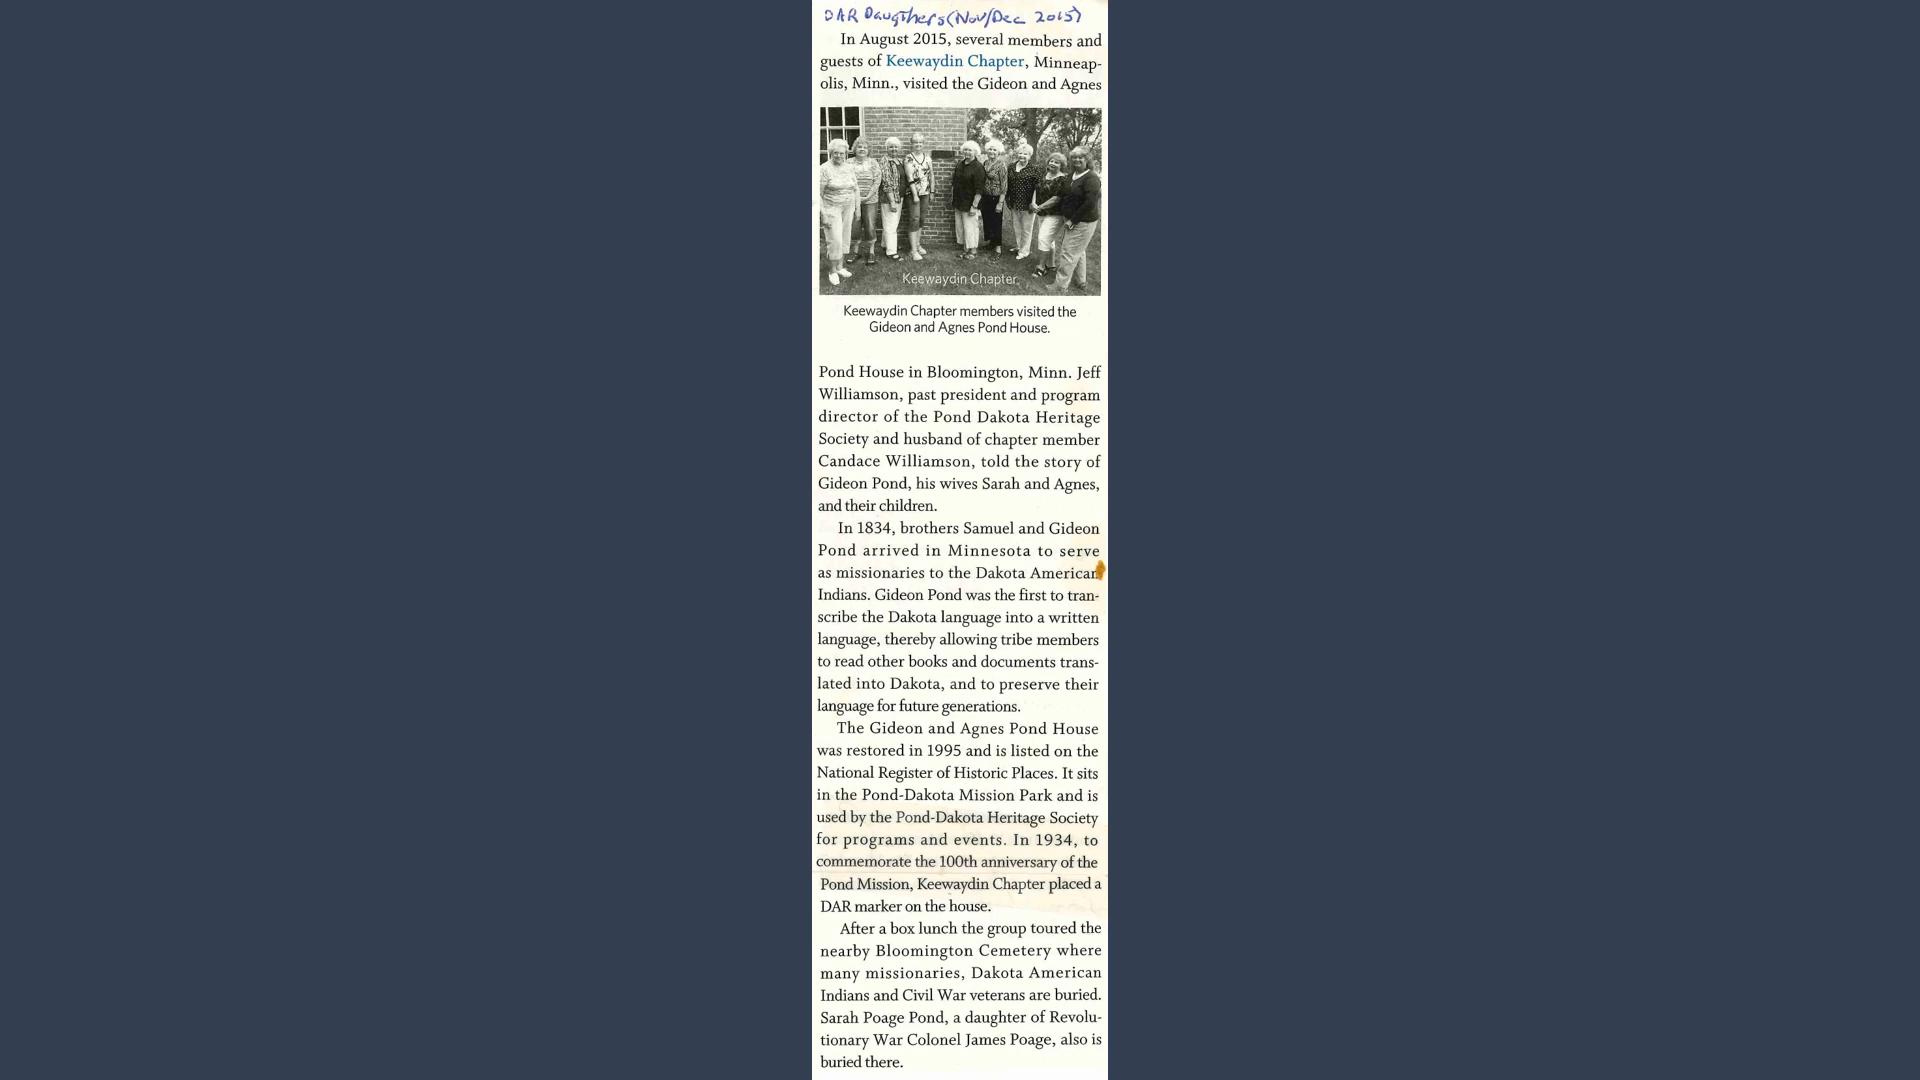 DAR Daugthers (Nov/Dec 2015)
In August 2015, several members and
guests of Keewaydin Chapter, Minneap-
olis, Minn., visited the Gideon and Agnes
Keewaydin Chapter
Keewaydin Chapter members visited the
Gideon and Agnes Pond House.
Pond House in Bloomington, Minn. Jeff
Williamson, past president and program
director of the Pond Dakota Heritage
Society and husband of chapter member
Candace Williamson, told the story of
Gideon Pond, his wives Sarah and Agnes,
and their children.
In 1834, brothers Samuel and Gideon
Pond arrived in Minnesota to serve
as missionaries to the Dakota American
Indians. Gideon Pond was the first to tran-
scribe the Dakota language into a written
language, thereby allowing tribe members
to read other books and documents trans-
lated into Dakota, and to preserve their
language for future generations.
The Gideon and Agnes Pond House
was restored in 1995 and is listed on the
National Register of Historic Places. It sits
in the Pond-Dakota Mission Park and is
used by the Pond-Dakota Heritage Society
for programs and events. In 1934, to
commemorate the 100th anniversary of the
Pond Mission, Keewaydin Chapter placed a
DAR marker on the house.
After a box lunch the group toured the
nearby Bloomington Cemetery where
many missionaries, Dakota American
Indians and Civil War veterans are buried.
Sarah Poage Pond, a daughter of Revolu-
tionary War Colonel James Poage, also is
buried there.